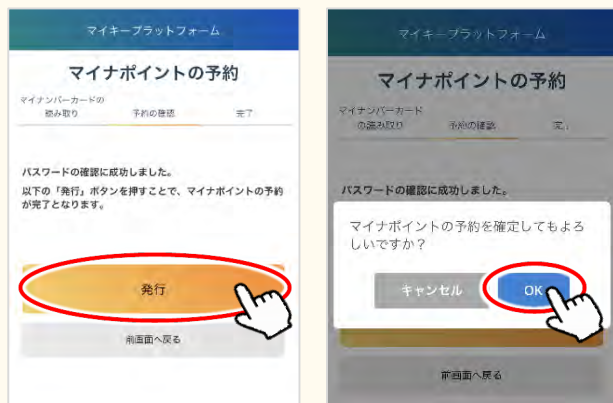 マイキープラットフォーム
マイナポイントの予約
マイナンバーカードの
読み取り
予約の確認
完了
パスワードの確認に成功しました。
以下の「発行」ボタンを押すことで、マイナポイントの予約
が完了となります。
発行
前画面へ戻る
マイキープラットフォーム
マイナポイントの予約
マイナンバーカード
の読み取り
予約の確認
完
パスワードの確認に成功しました。
マイナポイントの予約を確定してもよろ
しいですか？
キャンセル
OK
前画面へ戻る